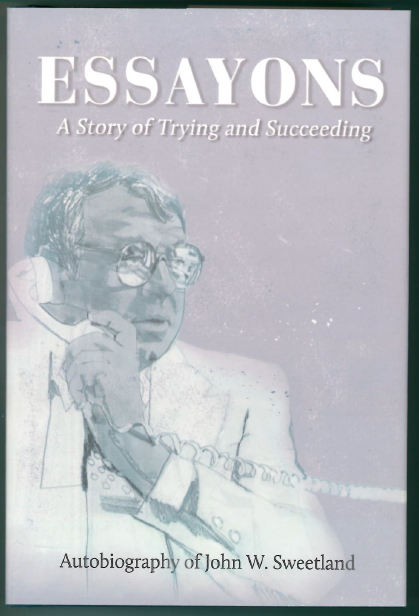 ESSAYONS
A Story of Trying and Succeeding
Autobiography of John W. Sweetland